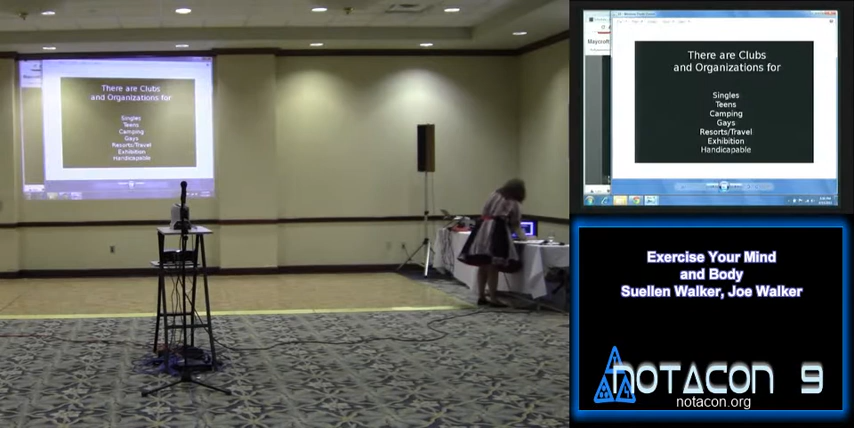 There are Clubs
and Organizations for
Singles
Teens
Camping
Gays
Resorts/Travel
Exhibition
Handicapable
Maycroft
There are Clubs
and Organizations for
Singles
Teens
Camping
Gays
Resorts/Travel
Exhibition
Handicapable
Exercise Your Mind
and Body
Suellen Walker, Joe Walker
NOTACON 9
notacon.org